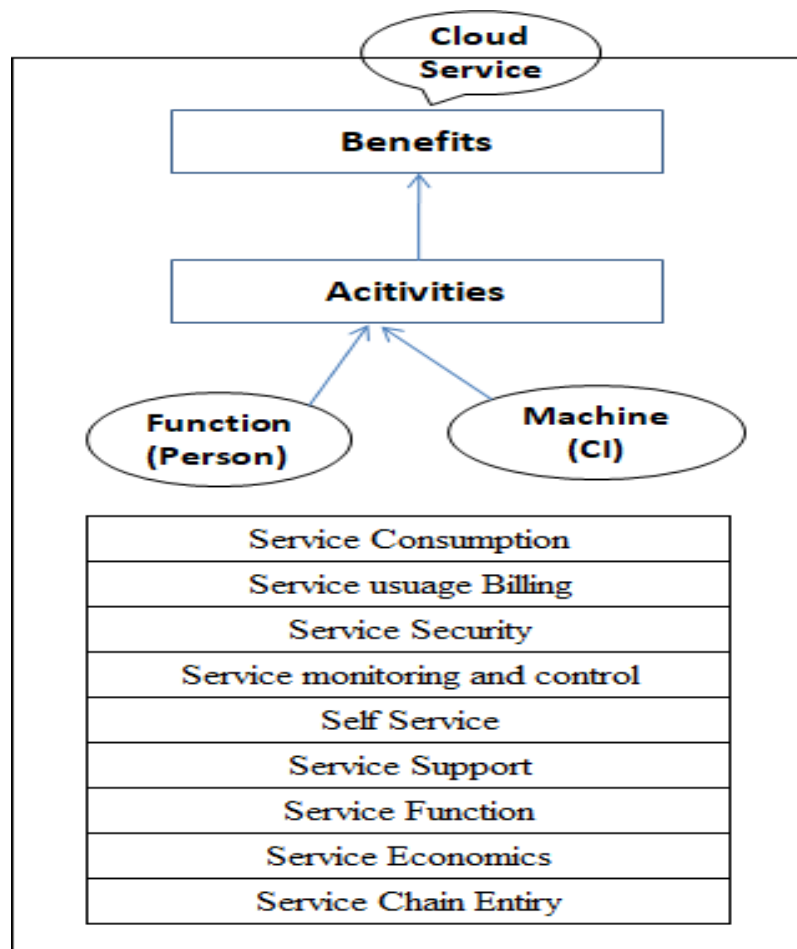 Cloud
Service
Benefits
Acitivities
Function
(Person)
Machine
(CI)
Service Consumption
Service usuage Billing
Service Security
Service monitoring and control
Self Service
Service Support
Service Function
Service Economics
Service Chain Entiry